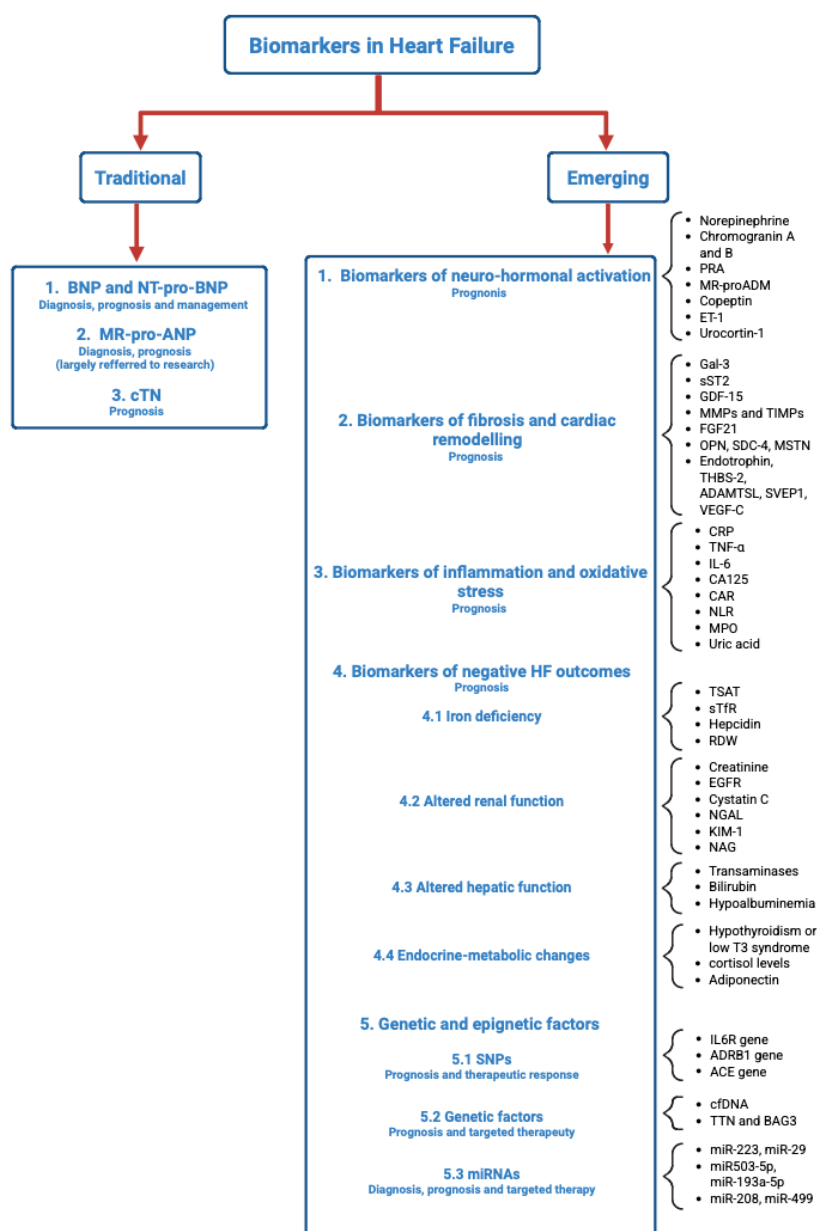 Biomarkers in Heart Failure
Traditional
Emerging
1. BNP and NT-pro-BNP
Diagnosis, prognosis and management
2. MR-pro-ANP
Diagnosis, prognosis
(largely refferred to research)
3. cTN
Prognosis
1. Biomarkers of neuro-hormonal activation
Prognonis
• Norepinephrine
• Chromogranin A
and B
• PRA
• MR-proADM
• Copeptin
• ET-1
• Urocortin-1
2. Biomarkers of fibrosis and cardiac
remodelling
Prognosis
• Gal-3
• sST2
• GDF-15
• MMPs and TIMPs
• FGF21
• OPN, SDC-4, MSTN
• Endotrophin,
THBS-2,
ADAMTSL, SVEP1,
VEGF-C
3. Biomarkers of inflammation and oxidative
stress
Prognosis
• CRP
• TNF-α
• IL-6
• CA125
• CAR
• NLR
• MPO
• Uric acid
4. Biomarkers of negative HF outcomes
Prognosis
4.1 Iron deficiency
• TSAT
• sTfR
• Hepcidin
• RDW
4.2 Altered renal function
• Creatinine
• EGFR
• Cystatin C
• NGAL
• KIM-1
• NAG
4.3 Altered hepatic function
• Transaminases
• Bilirubin
• Hypoalbuminemia
4.4 Endocrine-metabolic changes
• Hypothyroidism or
low T3 syndrome
• cortisol levels
• Adiponectin
5. Genetic and epignetic factors
5.1 SNPs
Prognosis and therapeutic response
• IL6R gene
• ADRB1 gene
• ACE gene
5.2 Genetic factors
Prognosis and targeted therapeuty
• cfDNA
• TTN and BAG3
5.3 miRNAs
Diagnosis, prognosis and targeted therapy
• miR-223, miR-29
• miR503-5p,
miR-193a-5p
• miR-208, miR-499